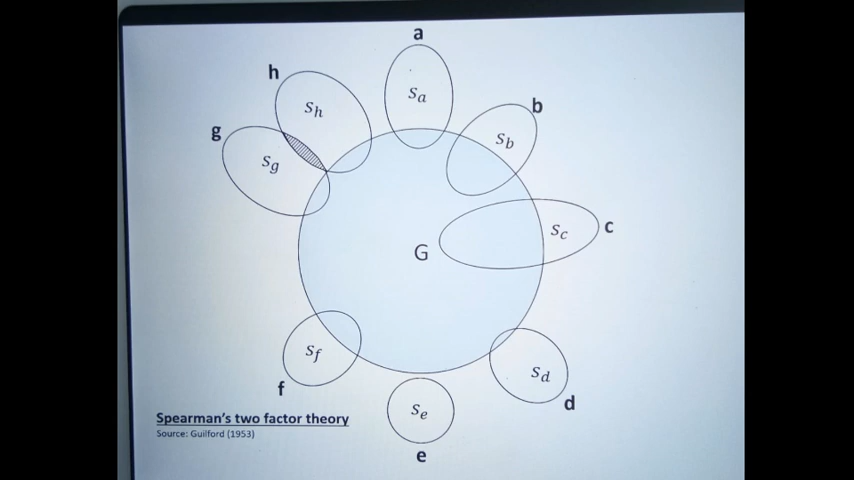 a
h
b
Sa
Sh
g
Sb
Sg
Sc
c
G
Sf
Sd
f
d
Se
Spearman's two factor theory
Source: Guilford (1953)
e